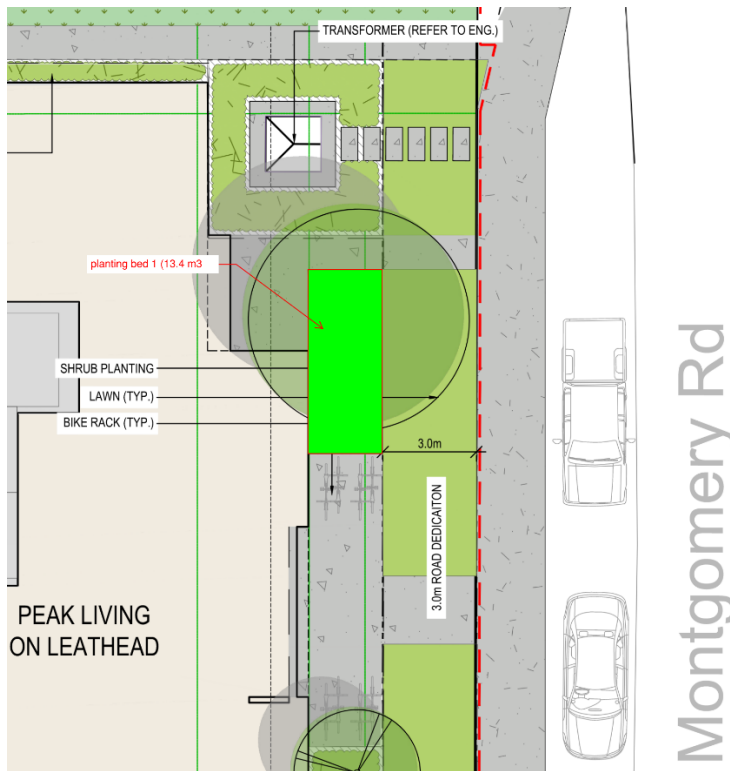 TRANSFORMER (REFER TO ENG.)
planting bed 1 (13.4 m3
SHRUB PLANTING
LAWN (TYP.)
BIKE RACK (TYP.)
3.0m
3.0m ROAD DEDICAITON
PEAK LIVING
ON LEATHEAD
Montgomery Rd